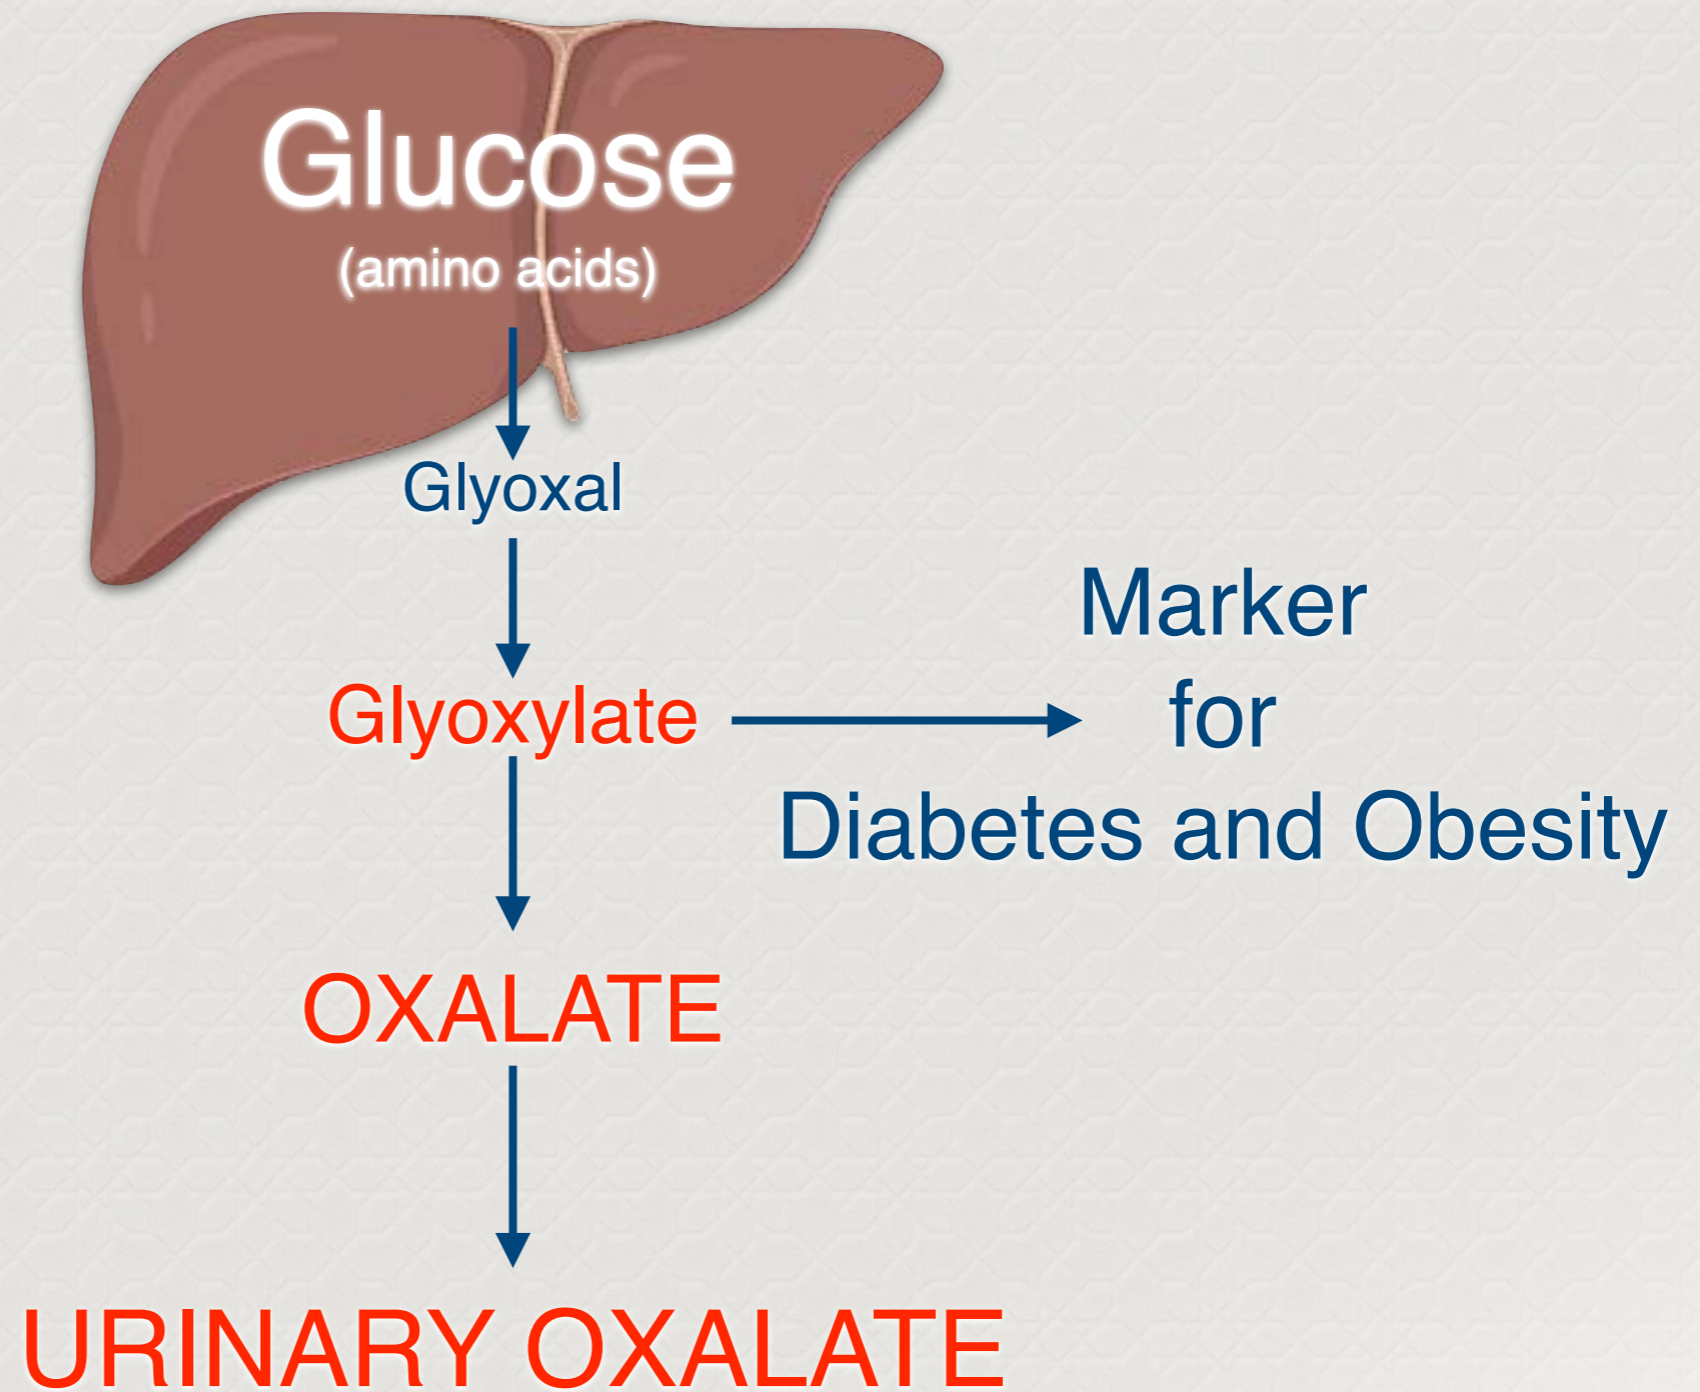 Glucose
(amino acids)
Glyoxal
Glyoxylate
Marker
for
Diabetes and Obesity
OXALATE
URINARY OXALATE